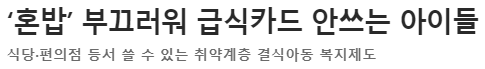 ‘혼밥’ 부끄러워 급식카드 안쓰는 아이들
식당·편의점 등서 쓸 수 있는 취약계층 결식아동 복지제도